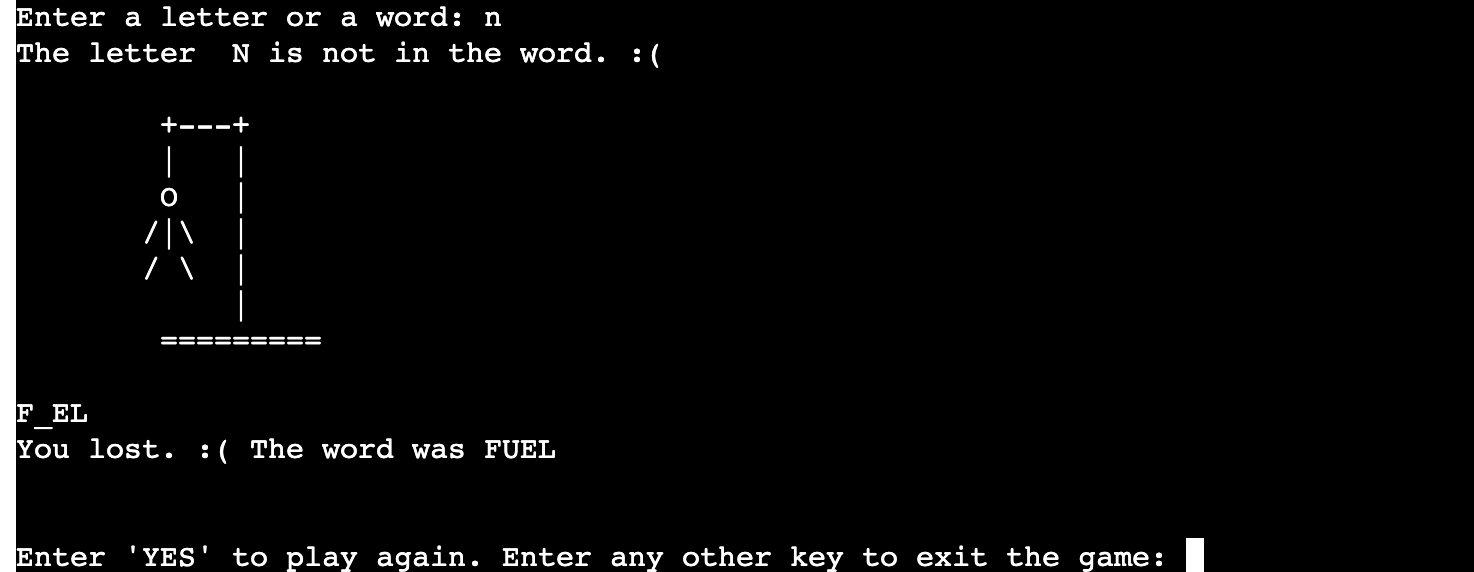 Enter a letter or a word: n
The letter  N is not in the word. :(
        +---+
        |   |
        O   |
       /|\  |
       / \  |
            |
        =========
F_EL
You lost. :( The word was FUEL
Enter 'YES' to play again. Enter any other key to exit the game: